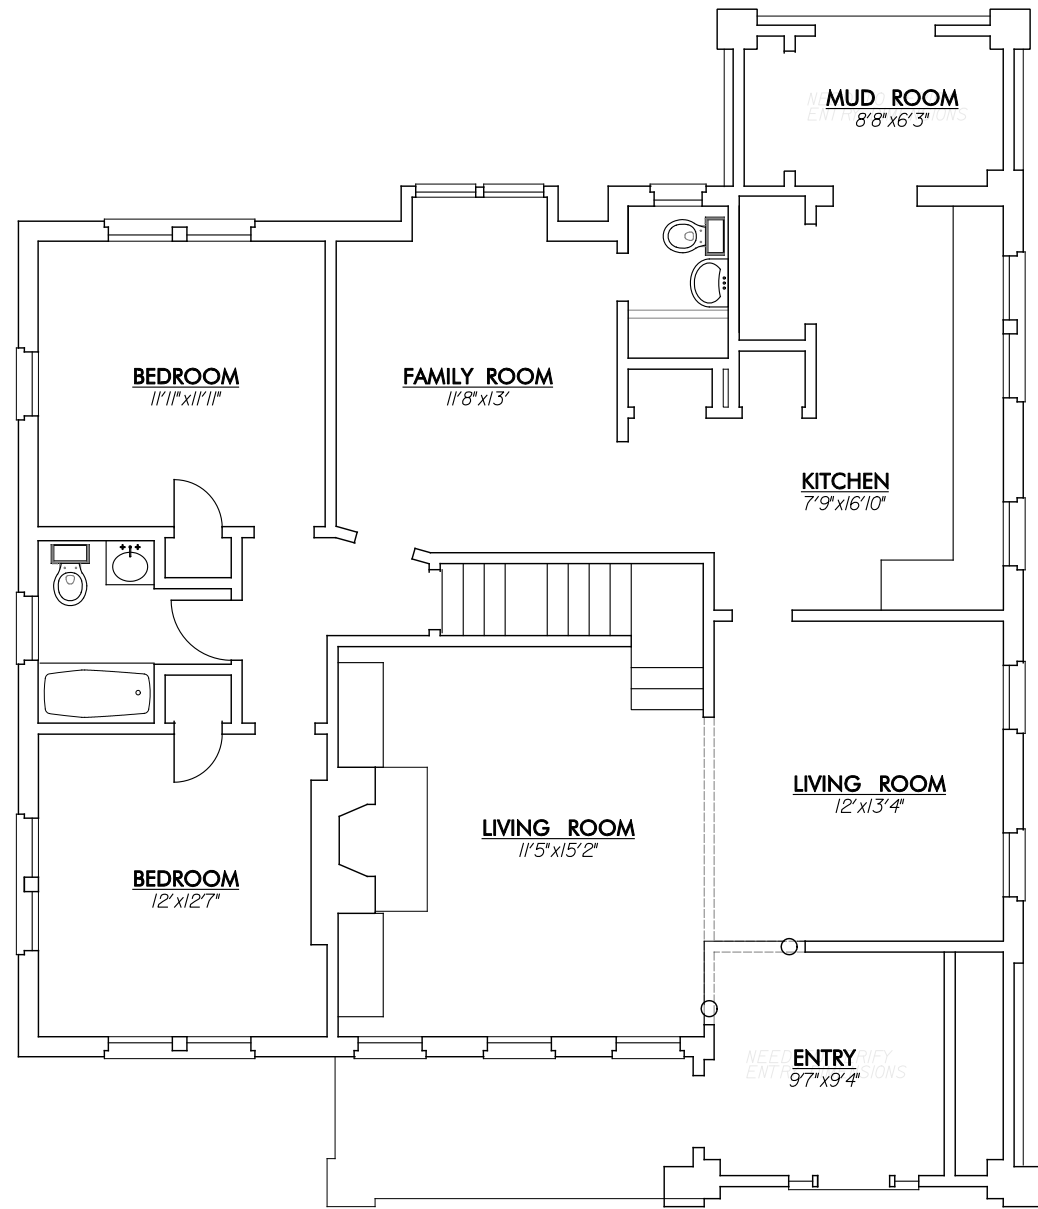 MUD ROOM
8'8"x6'3"
BEDROOM
11'11"x11'11"
FAMILY ROOM
11'8"x13'
KITCHEN
7'9"x16'10"
LIVING ROOM
12'x13'4"
LIVING ROOM
11'5"x15'2"
BEDROOM
12'x12'7"
ENTRY
9'7"x9'4"